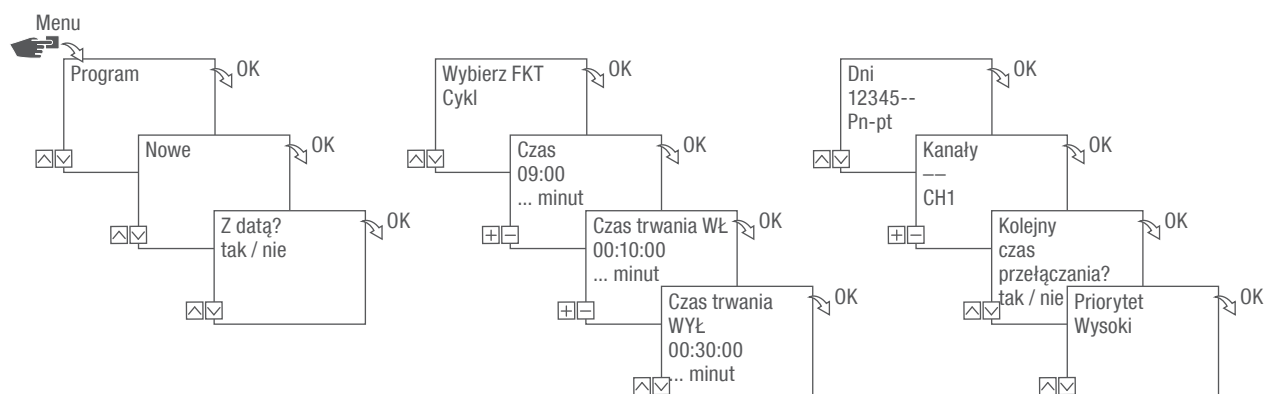 Menu
Program
OK
Nowe
OK
Z datą?
tak / nie
OK
Wybierz FKT
Cykl
OK
Czas
09:00
... minut
OK
Czas trwania WŁ
00:10:00
... minut
OK
Czas trwania
WYŁ
00:30:00
... minut
OK
Dni
12345--
Pn-pt
OK
Kanały
––
CH1
OK
Kolejny
czas
przełączania?
tak / nie
OK
Priorytet
Wysoki
OK